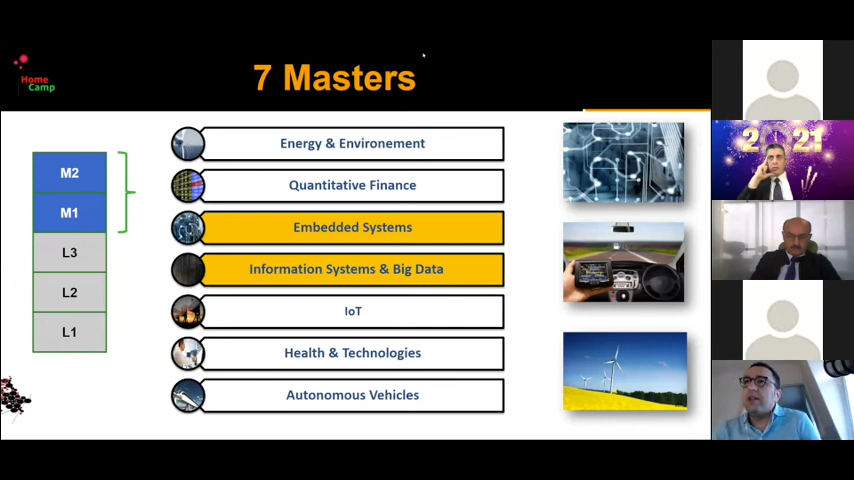 7 Masters
Home
Camp
M2
M1
L3
L2
L1
Energy & Environement
Quantitative Finance
Embedded Systems
Information Systems & Big Data
IoT
Health & Technologies
Autonomous Vehicles
2021